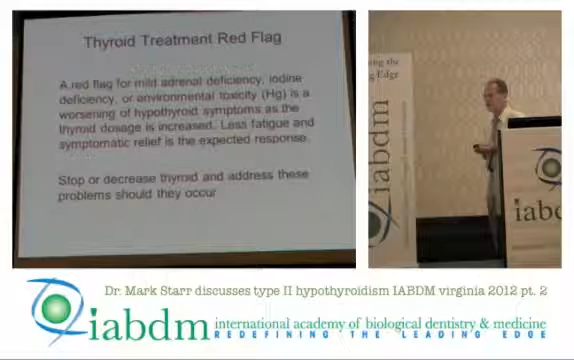 Thyroid Treatment Red Flag
A red flag for mild adrenal deficiency, iodine
deficiency, or environmental toxicity (Hg) is a
worsening of hypothyroid symptoms as the
thyroid dosage is increased. Less fatigue and
symptomatic relief is the expected response.
Stop or decrease thyroid and address these
problems should they occur
iabdm
iabd
Dr. Mark Starr discusses type II hypothyroidism IABDM virginia 2012 pt. 2
iabdm international academy of biological dentistry & medicine
REDEFINING THE LEADING EDGE